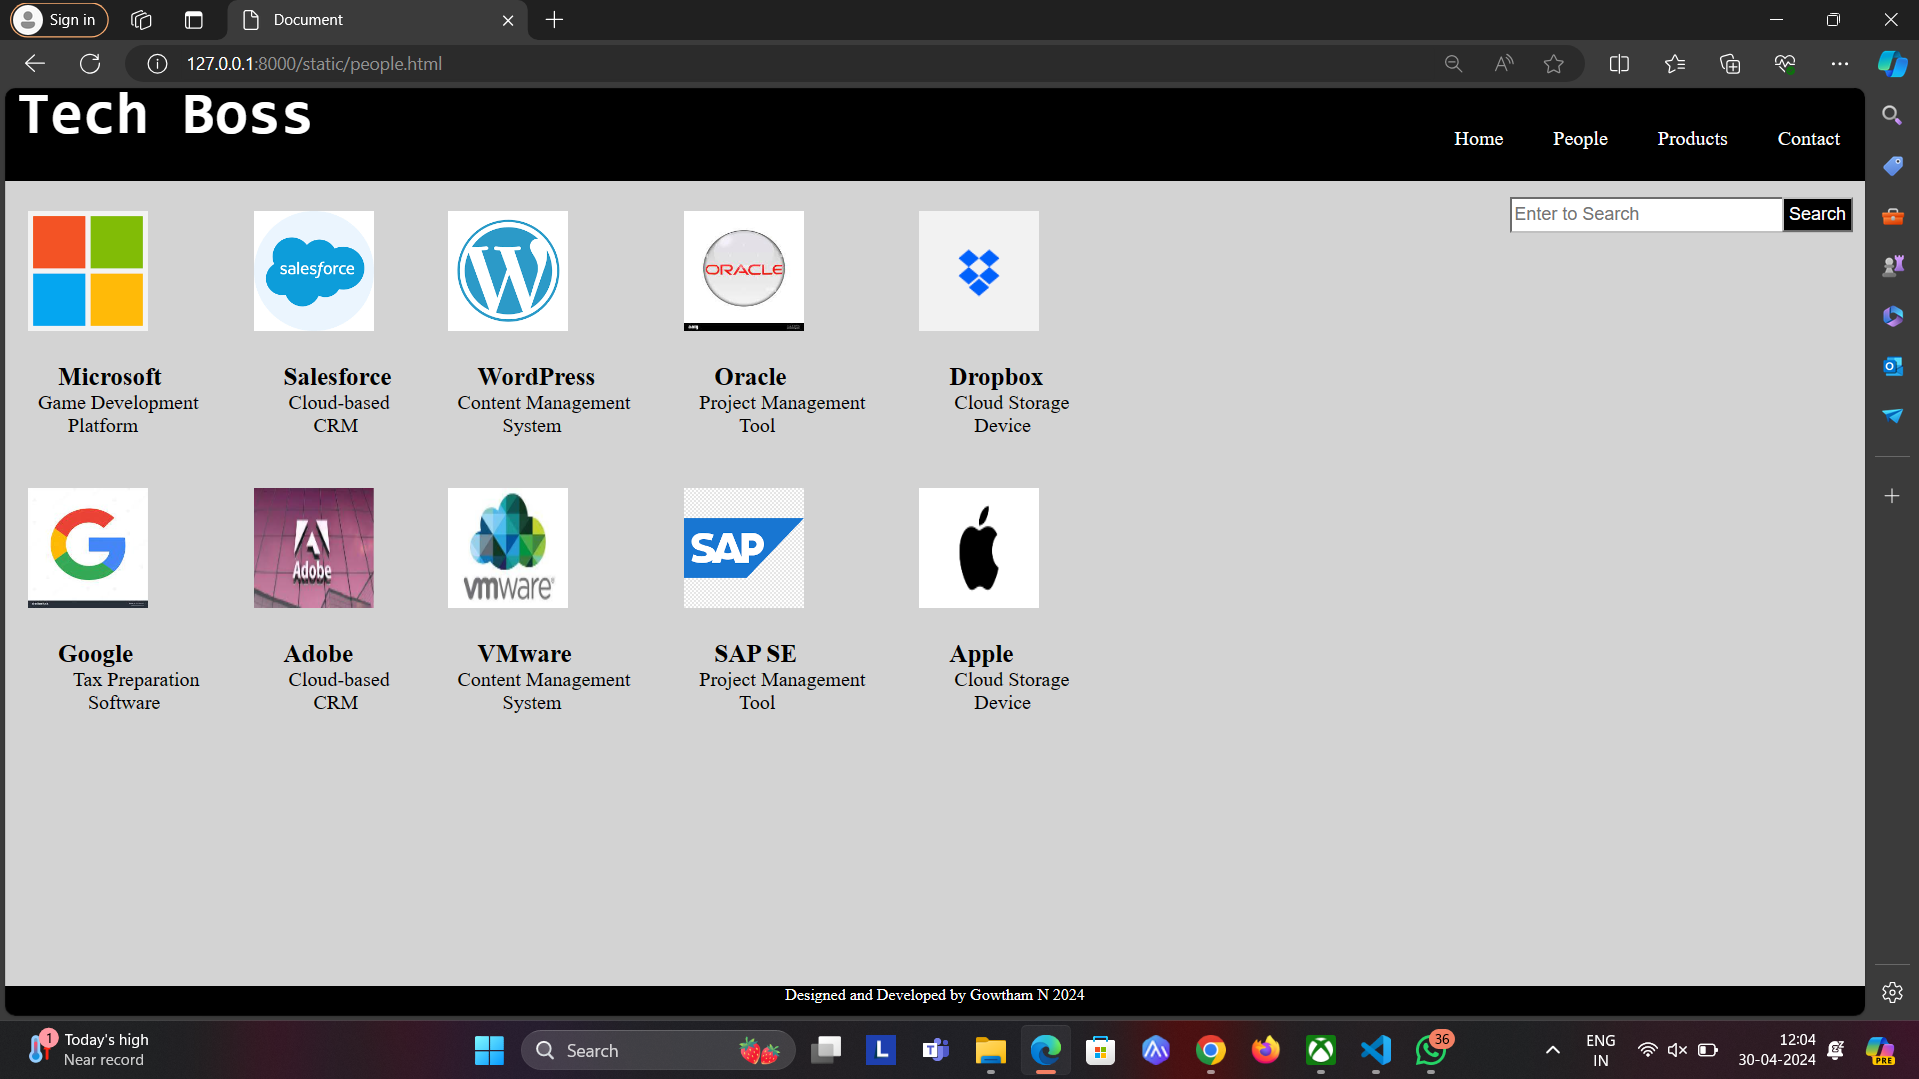 Sign in
Document
127.0.0.1:8000/static/people.html
Tech Boss
Home People Products Contact
Enter to Search Search
salesforce
ORACLE
Microsoft Salesforce WordPress Oracle Dropbox
Game Development Cloud-based Content Management Project Management Cloud Storage
Platform CRM System Tool Device
Adobe
vmware
SAP
Google Adobe VMware SAP SE Apple
Tax Preparation Cloud-based Content Management Project Management Cloud Storage
Software CRM System Tool Device
Designed and Developed by Gowtham N 2024
1 Today's high
Near record
Search
L
36
ENG
IN
12:04
30-04-2024
PRE